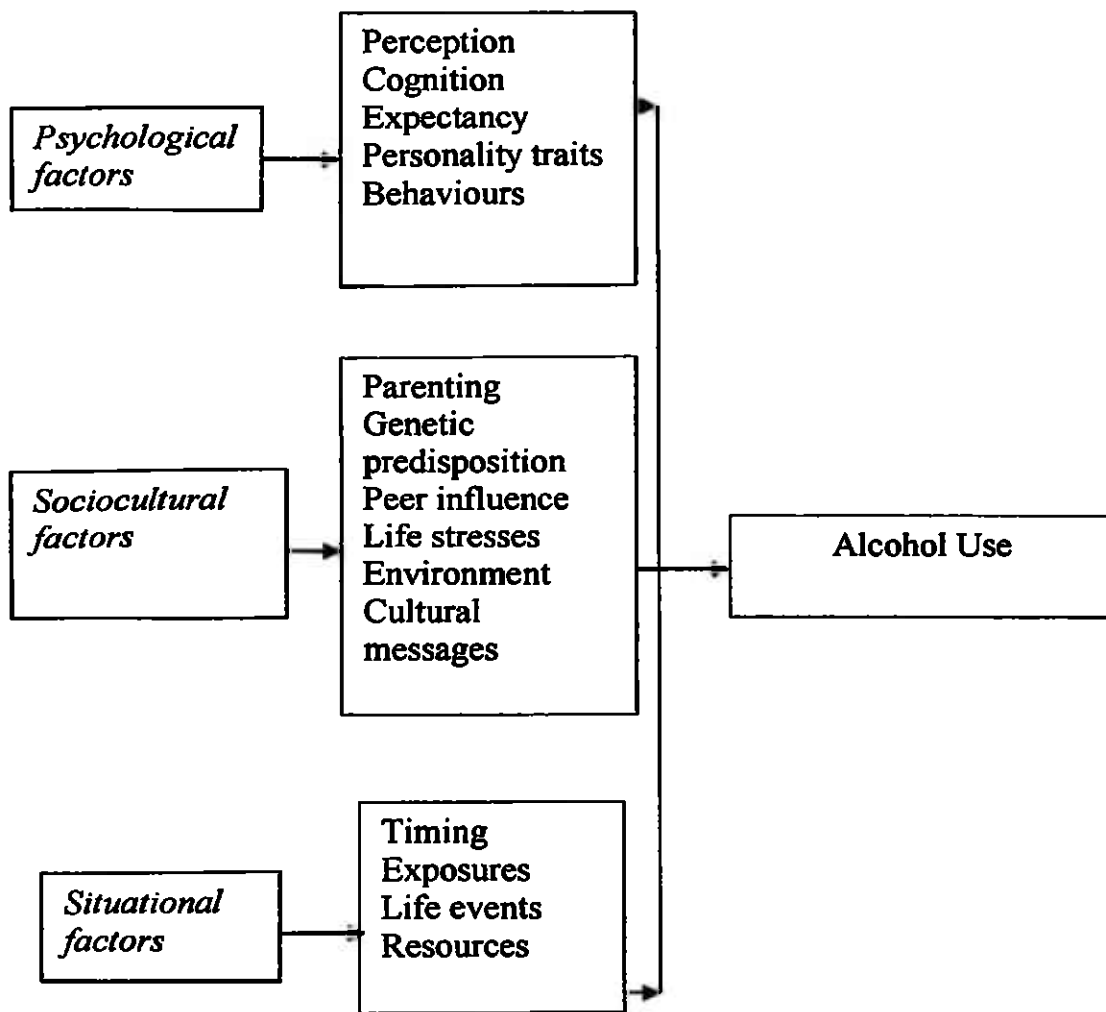 Psychological
factors
Perception
Cognition
Expectancy
Personality traits
Behaviours
Sociocultural
factors
Parenting
Genetic
predisposition
Peer influence
Life stresses
Environment
Cultural
messages
Alcohol Use
Situational
factors
Timing
Exposures
Life events
Resources